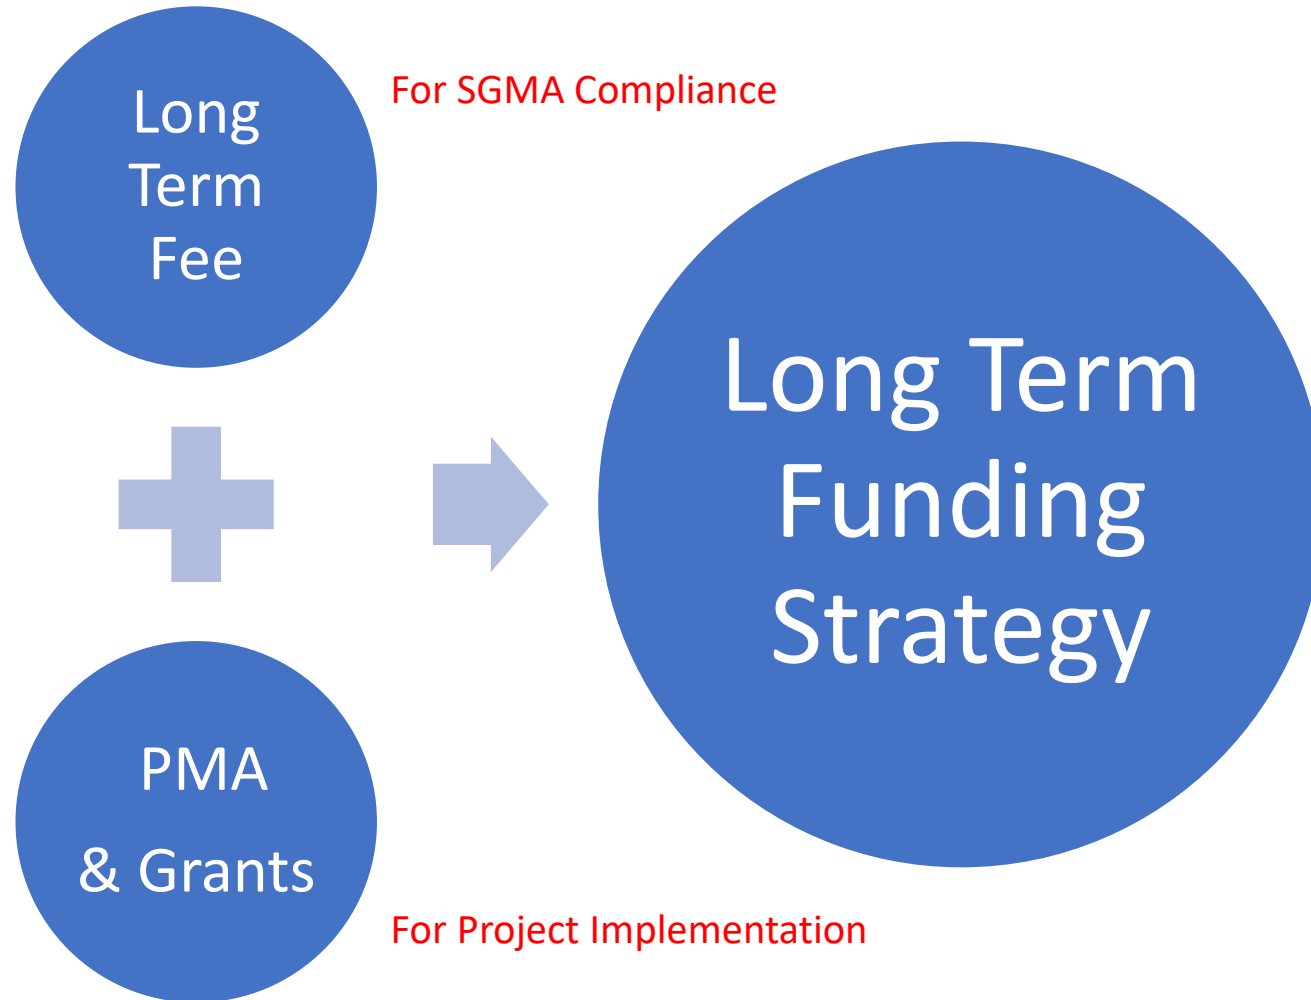 Long
Term
Fee
For SGMA Compliance
Long Term
Funding
Strategy
PMA
& Grants
For Project Implementation